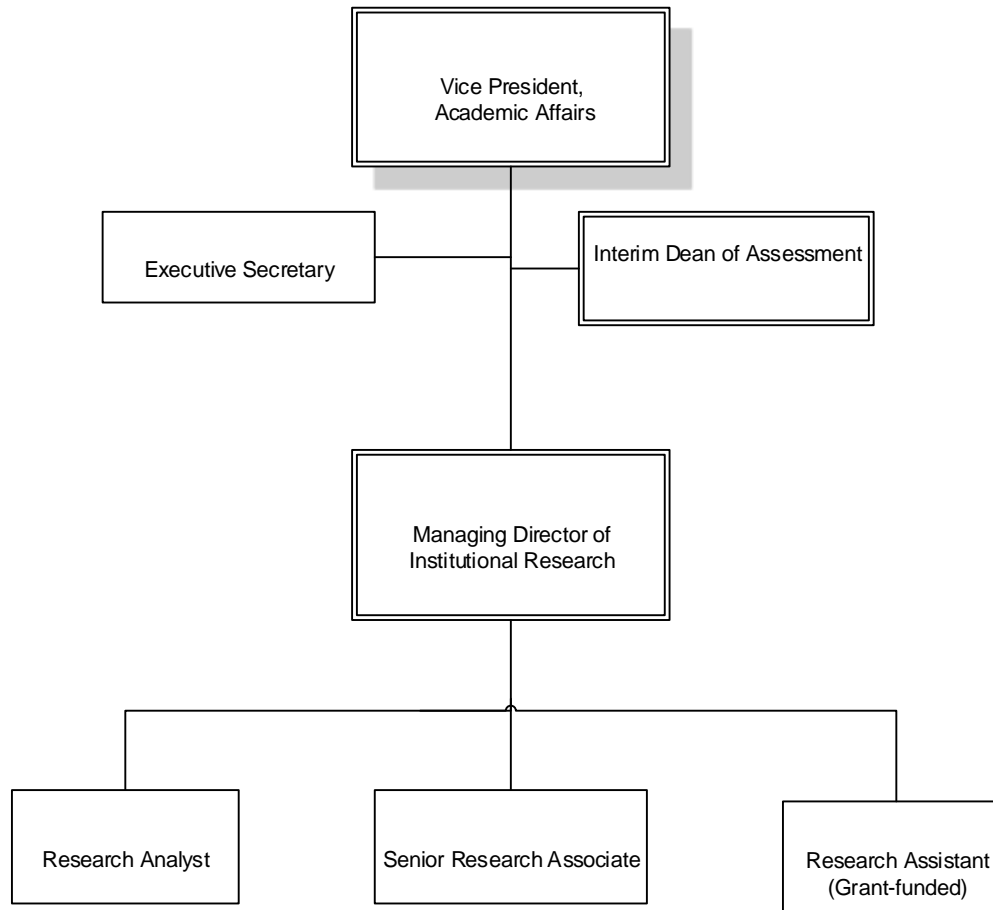 Vice President,
Academic Affairs
Executive Secretary
Interim Dean of Assessment
Managing Director of
Institutional Research
Research Analyst
Senior Research Associate
Research Assistant
(Grant-funded)